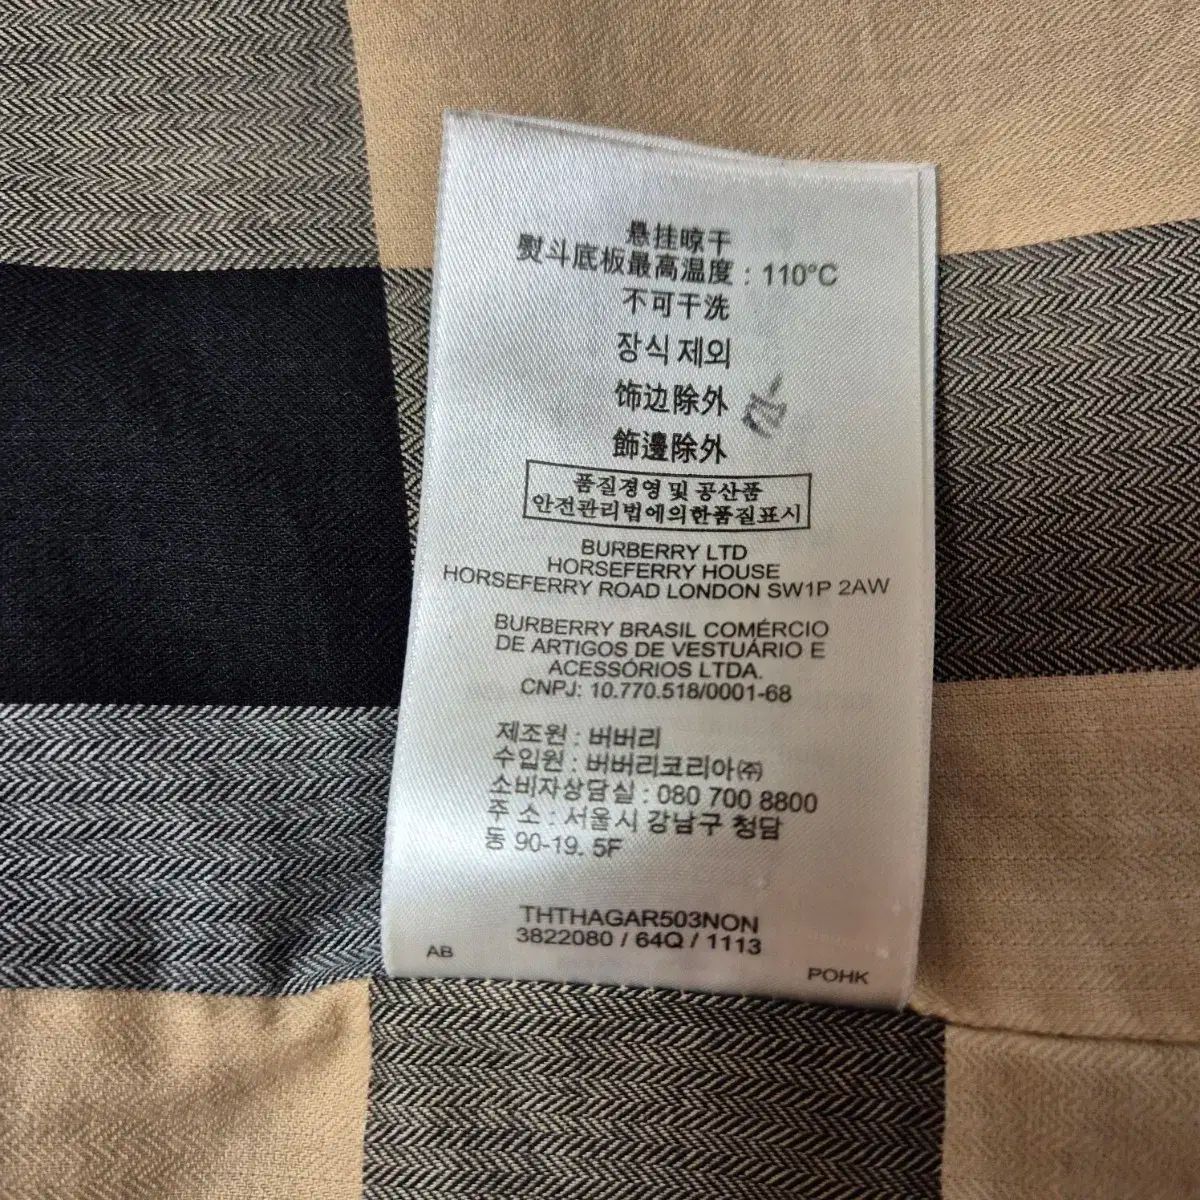 悬挂晾干
熨斗底板最高温度 : 110°C
不可干洗
장식 제외
饰边除外
飾邊除外
품질경영 및 공산품
안전관리법에의한품질표시
BURBERRY LTD
HORSEFERRY HOUSE
HORSEFERRY ROAD LONDON SW1P 2AW
BURBERRY BRASIL COMÉRCIO
DE ARTIGOS DE VESTUÁRIO E
ACESSÓRIOS LTDA.
CNPJ: 10.770.518/0001-68
제조원 : 버버리
수입원 : 버버리코리아㈜
소비자상담실 : 080 700 8800
주 소 : 서울시 강남구 청담
동 90-19. 5F
THTHAGAR503NON
3822080 / 64Q / 1113
AB
POHK